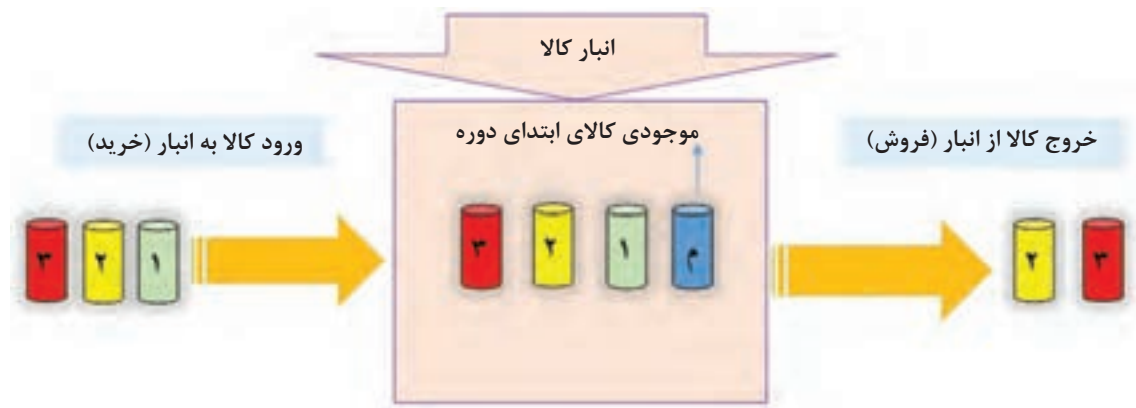 انبار کالا
موجودی کالای ابتدای دوره
خروج کالا از انبار (فروش)
ورود کالا به انبار (خرید)
۳ ۲
م ۱ ۲ ۳
۱ ۲ ۳